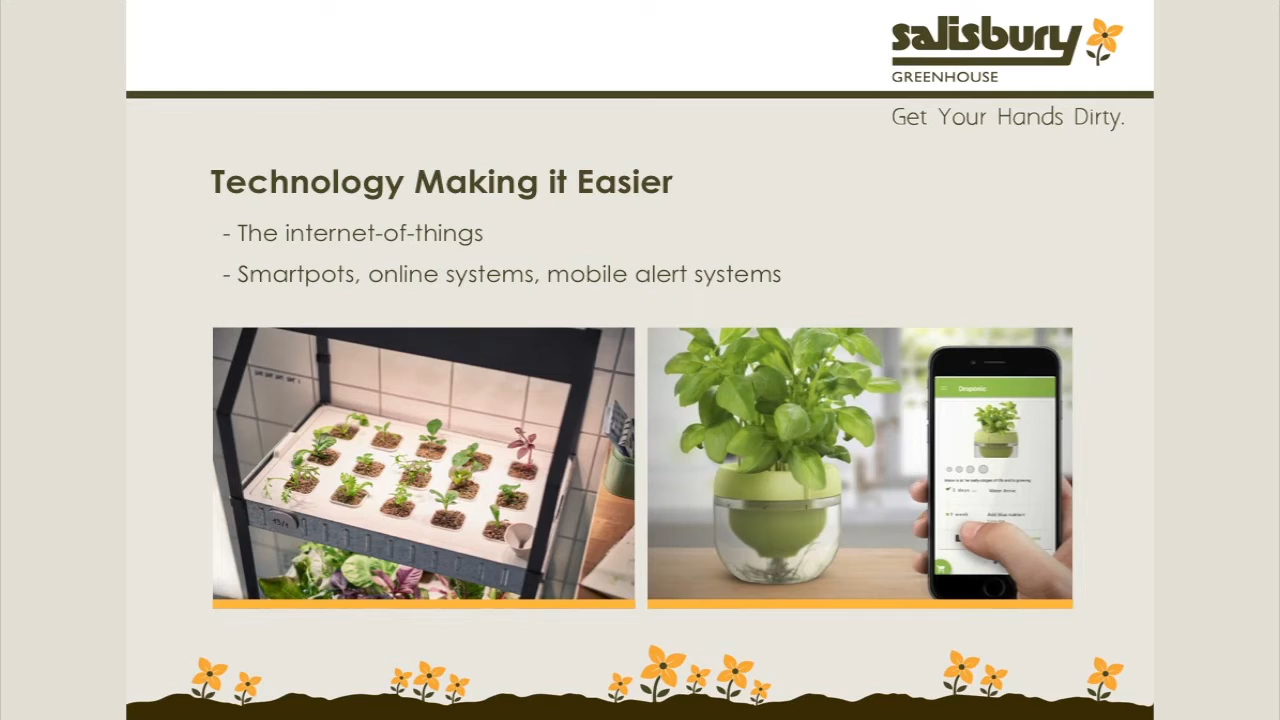 salisbury
GREENHOUSE
Get Your Hands Dirty.
Technology Making it Easier
- The internet-of-things
- Smartpots, online systems, mobile alert systems
Droponic